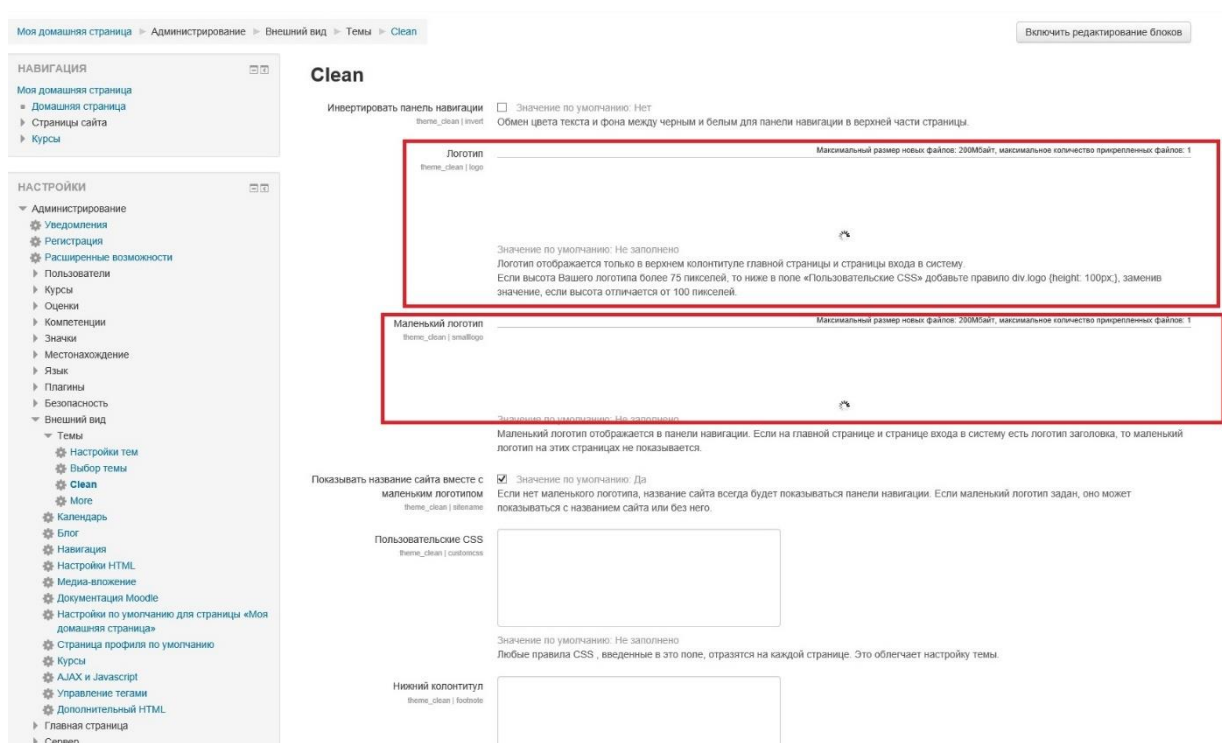 Моя домашняя страница ▶ Администрирование ▶ Внешний вид ▶ Темы ▶ Clean
Включить редактирование блоков
НАВИГАЦИЯ
Моя домашняя страница
Домашняя страница
Страницы сайта
Курсы
НАСТРОЙКИ
Администрирование
Уведомления
Регистрация
Расширенные возможности
Пользователи
Курсы
Оценки
Компетенции
Значки
Местонахождение
Язык
Плагины
Безопасность
Внешний вид
Темы
Настройки тем
Выбор темы
Clean
More
Календарь
Блог
Навигация
Настройки HTML
Медиа-вложение
Документация Moodle
Настройки по умолчанию для страницы «Моя
домашняя страница»
Страница профиля по умолчанию
Курсы
AJAX и Javascript
Управление тегами
Дополнительный HTML
Главная страница
Сервер
Clean
Инвертировать панель навигации
theme_clean | invert
Значение по умолчанию: Нет
Обмен цвета текста и фона между черным и белым для панели навигации в верхней части страницы.
Логотип
theme_clean | logo
Максимальный размер новых файлов: 200Мбайт, максимальное количество прикрепленных файлов: 1
Значение по умолчанию: Не заполнено
Логотип отображается только в верхнем колонтитуле главной страницы и страницы входа в систему.
Если высота Вашего логотипа более 75 пикселей, то ниже в поле «Пользовательские CSS» добавьте правило div.logo {height: 100px;}, заменив
значение, если высота отличается от 100 пикселей.
Маленький логотип
theme_clean | smalllogo
Максимальный размер новых файлов: 200Мбайт, максимальное количество прикрепленных файлов: 1
Значение по умолчанию: Не заполнено
Маленький логотип отображается в панели навигации. Если на главной странице и странице входа в систему есть логотип заголовка, то маленький
логотип на этих страницах не показывается.
Показывать название сайта вместе с
маленьким логотипом
theme_clean | sitename
Значение по умолчанию: Да
Если нет маленького логотипа, название сайта всегда будет показываться панели навигации. Если маленький логотип задан, оно может
показываться с названием сайта или без него.
Пользовательские CSS
theme_clean | customcss
Значение по умолчанию: Не заполнено
Любые правила CSS , введенные в это поле, отразятся на каждой странице. Это облегчает настройку темы.
Нижний колонтитул
theme_clean | footnote